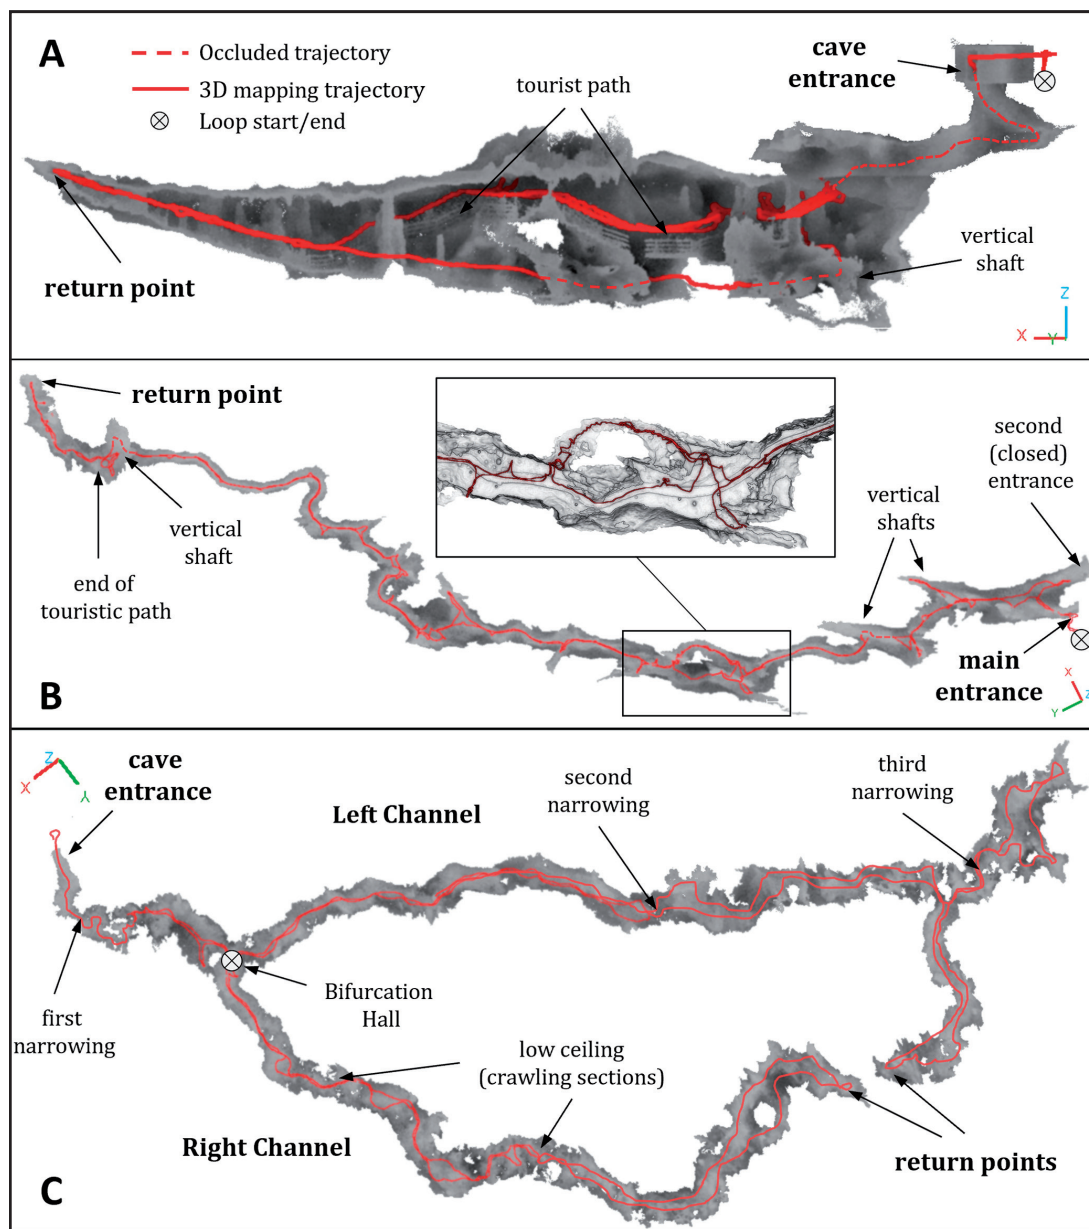 A
Occluded trajectory
3D mapping trajectory
Loop start/end
tourist path
cave
entrance
return point
vertical
shaft
Z
X
Y
return point
second
(closed)
entrance
vertical
shafts
vertical
shaft
end of
touristic path
main
entrance
B
X
Z
Y
Z
X
Y
cave
entrance
Left Channel
second
narrowing
third
narrowing
first
narrowing
Bifurcation
Hall
low ceiling
(crawling sections)
Right Channel
return points
C